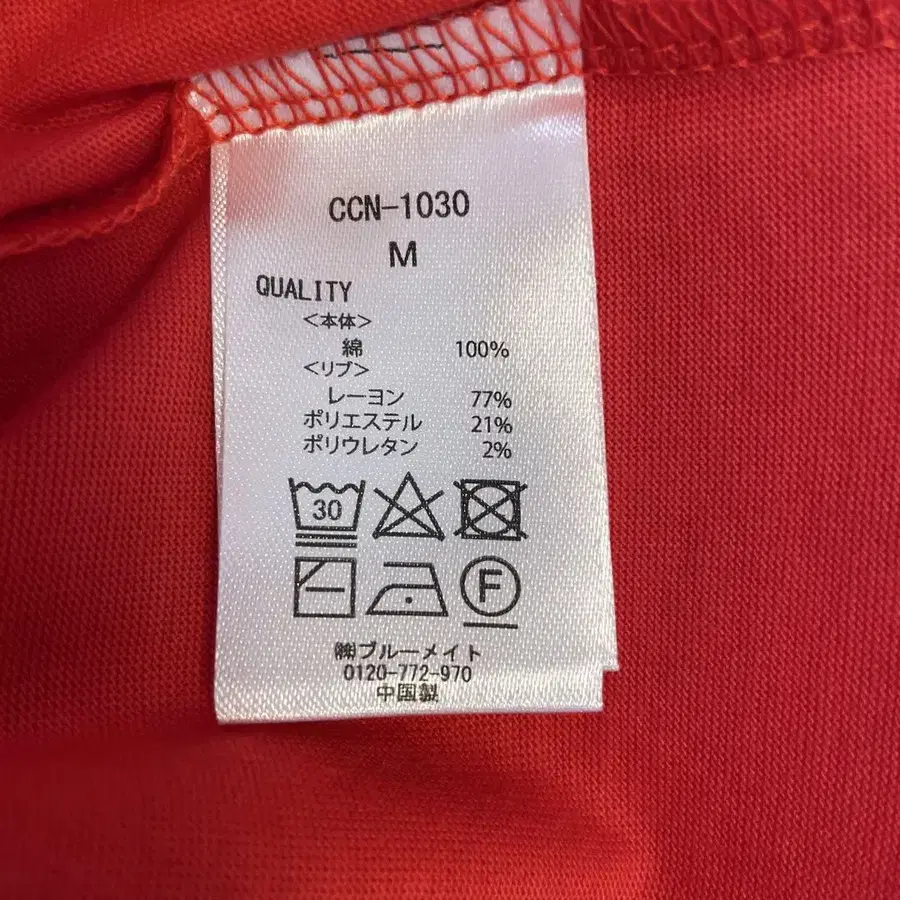 CCN-1030
M
QUALITY
<本体>
綿 100%
<リブ>
レーヨン 77%
ポリエステル 21%
ポリウレタン 2%
30
F
㈱ブルーメイト
0120-772-970
中国製